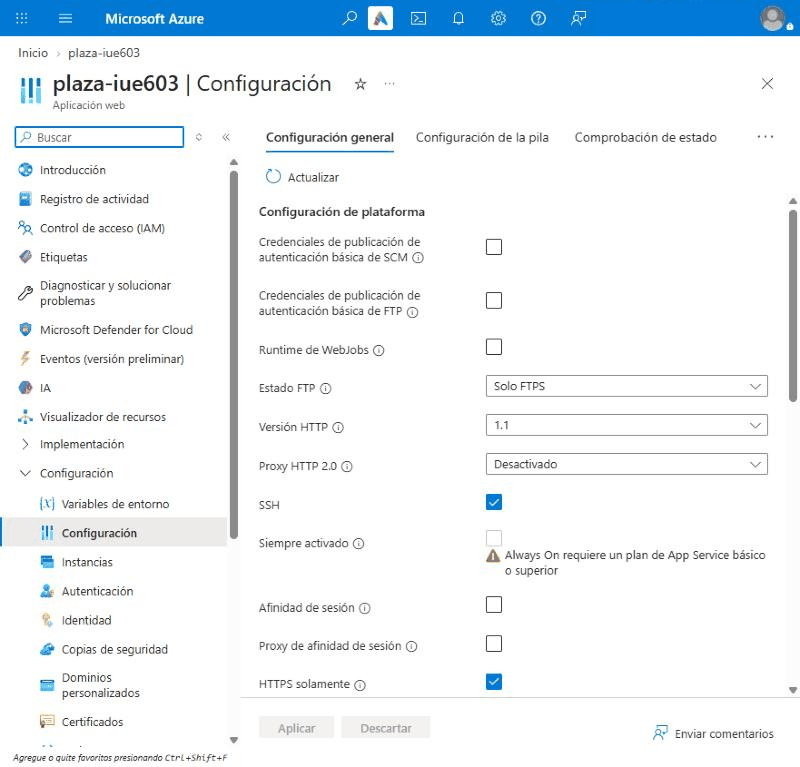 Microsoft Azure
Inicio > plaza-iue603
plaza-iue603 | Configuración
Aplicación web
Buscar
Introducción
Registro de actividad
Control de acceso (IAM)
Etiquetas
Diagnosticar y solucionar
problemas
Microsoft Defender for Cloud
Eventos (versión preliminar)
IA
Visualizador de recursos
Implementación
Configuración
Variables de entorno
Configuración
Instancias
Autenticación
Identidad
Copias de seguridad
Dominios
personalizados
Certificados
Agregue o quite favoritos presionando Ctrl+Shift+F
Configuración general
Configuración de la pila
Comprobación de estado
Actualizar
Configuración de plataforma
Credenciales de publicación de
autenticación básica de SCM
Credenciales de publicación de
autenticación básica de FTP
Runtime de WebJobs
Estado FTP
Solo FTPS
Versión HTTP
1.1
Proxy HTTP 2.0
Desactivado
SSH
Siempre activado
Always On requiere un plan de App Service básico
o superior
Afinidad de sesión
Proxy de afinidad de sesión
HTTPS solamente
Aplicar
Descartar
Enviar comentarios